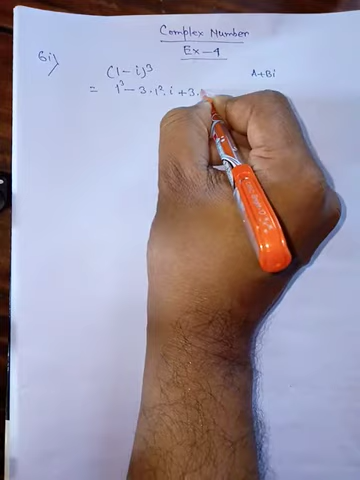 Complex Number
Ex-4
6i)
(1-i)³ A+Bi
= 1³-3·1²·i+3·